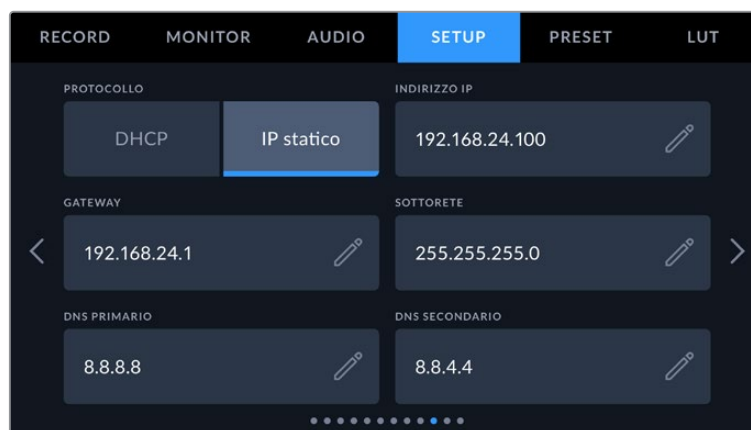 RECORD MONITOR AUDIO SETUP PRESET LUT
PROTOCOLLO INDIRIZZO IP
DHCP IP statico 192.168.24.100
GATEWAY SOTTORETE
192.168.24.1 255.255.255.0
DNS PRIMARIO DNS SECONDARIO
8.8.8.8 8.8.4.4